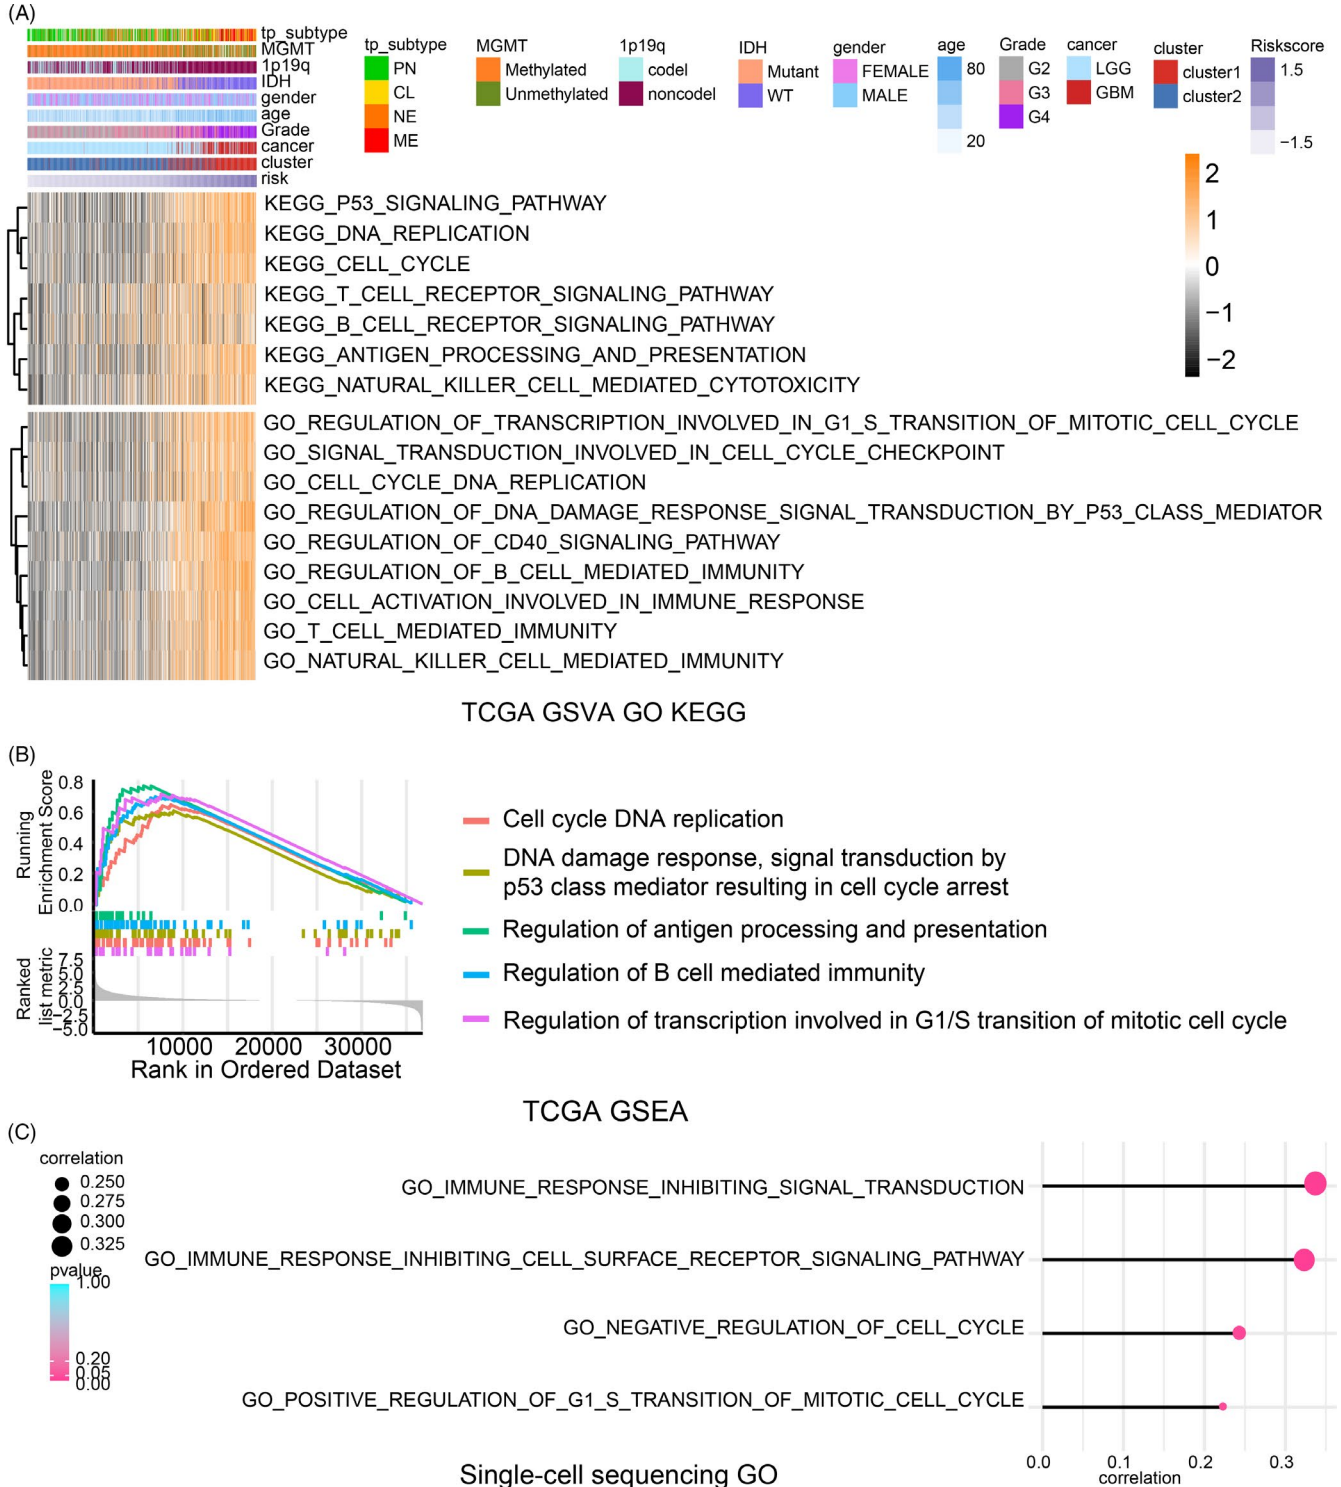 (A)
tp_subtype
MGMT
1p19q
IDH
gender
age
Grade
cancer
cluster
risk
tp_subtype
PN
CL
NE
ME
MGMT
Methylated
Unmethylated
1p19q
codel
noncodel
IDH
Mutant
WT
gender
FEMALE
MALE
age
80
20
Grade
G2
G3
G4
cancer
LGG
GBM
cluster
cluster1
cluster2
Riskscore
1.5
−1.5
2
1
0
−1
−2
KEGG_P53_SIGNALING_PATHWAY
KEGG_DNA_REPLICATION
KEGG_CELL_CYCLE
KEGG_T_CELL_RECEPTOR_SIGNALING_PATHWAY
KEGG_B_CELL_RECEPTOR_SIGNALING_PATHWAY
KEGG_ANTIGEN_PROCESSING_AND_PRESENTATION
KEGG_NATURAL_KILLER_CELL_MEDIATED_CYTOTOXICITY
GO_REGULATION_OF_TRANSCRIPTION_INVOLVED_IN_G1_S_TRANSITION_OF_MITOTIC_CELL_CYCLE
GO_SIGNAL_TRANSDUCTION_INVOLVED_IN_CELL_CYCLE_CHECKPOINT
GO_CELL_CYCLE_DNA_REPLICATION
GO_REGULATION_OF_DNA_DAMAGE_RESPONSE_SIGNAL_TRANSDUCTION_BY_P53_CLASS_MEDIATOR
GO_REGULATION_OF_CD40_SIGNALING_PATHWAY
GO_REGULATION_OF_B_CELL_MEDIATED_IMMUNITY
GO_CELL_ACTIVATION_INVOLVED_IN_IMMUNE_RESPONSE
GO_T_CELL_MEDIATED_IMMUNITY
GO_NATURAL_KILLER_CELL_MEDIATED_IMMUNITY
TCGA GSVA GO KEGG
(B)
Running
Enrichment Score
0.8
0.6
0.4
0.2
0.0
Ranked
list metric
7.5
5.0
2.5
0.0
−2.5
−5.0
10000 20000 30000
Rank in Ordered Dataset
Cell cycle DNA replication
DNA damage response, signal transduction by
p53 class mediator resulting in cell cycle arrest
Regulation of antigen processing and presentation
Regulation of B cell mediated immunity
Regulation of transcription involved in G1/S transition of mitotic cell cycle
TCGA GSEA
(C)
correlation
0.250
0.275
0.300
0.325
pvalue
1.00
0.20
0.05
0.00
GO_IMMUNE_RESPONSE_INHIBITING_SIGNAL_TRANSDUCTION
GO_IMMUNE_RESPONSE_INHIBITING_CELL_SURFACE_RECEPTOR_SIGNALING_PATHWAY
GO_NEGATIVE_REGULATION_OF_CELL_CYCLE
GO_POSITIVE_REGULATION_OF_G1_S_TRANSITION_OF_MITOTIC_CELL_CYCLE
0.0 0.1 0.2 0.3
correlation
Single-cell sequencing GO